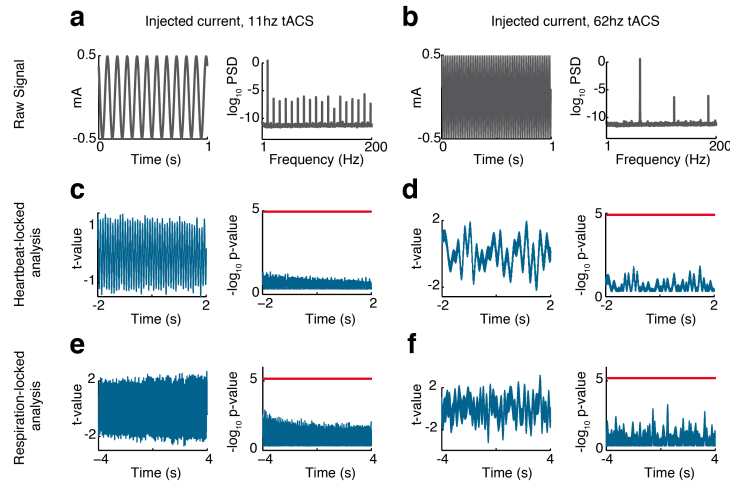 a
Injected current, 11hz tACS
b
Injected current, 62hz tACS
Raw Signal
0.5
mA
-0.5
0
1
Time (s)
log10 PSD
0
-5
-10
1
200
Frequency (Hz)
0.5
mA
-0.5
0
1
Time (s)
log10 PSD
0
-5
-10
1
200
Frequency (Hz)
c
d
Heartbeat-locked
analysis
t-value
1
-1
-2
2
Time (s)
-log10 p-value
5
0
-2
2
Time (s)
t-value
2
-2
-2
2
Time (s)
-log10 p-value
5
0
-2
2
Time (s)
e
f
Respiration-locked
analysis
t-value
2
-2
-4
4
Time (s)
-log10 p-value
5
0
-4
4
Time (s)
t-value
2
-2
-4
4
Time (s)
-log10 p-value
5
0
-4
4
Time (s)